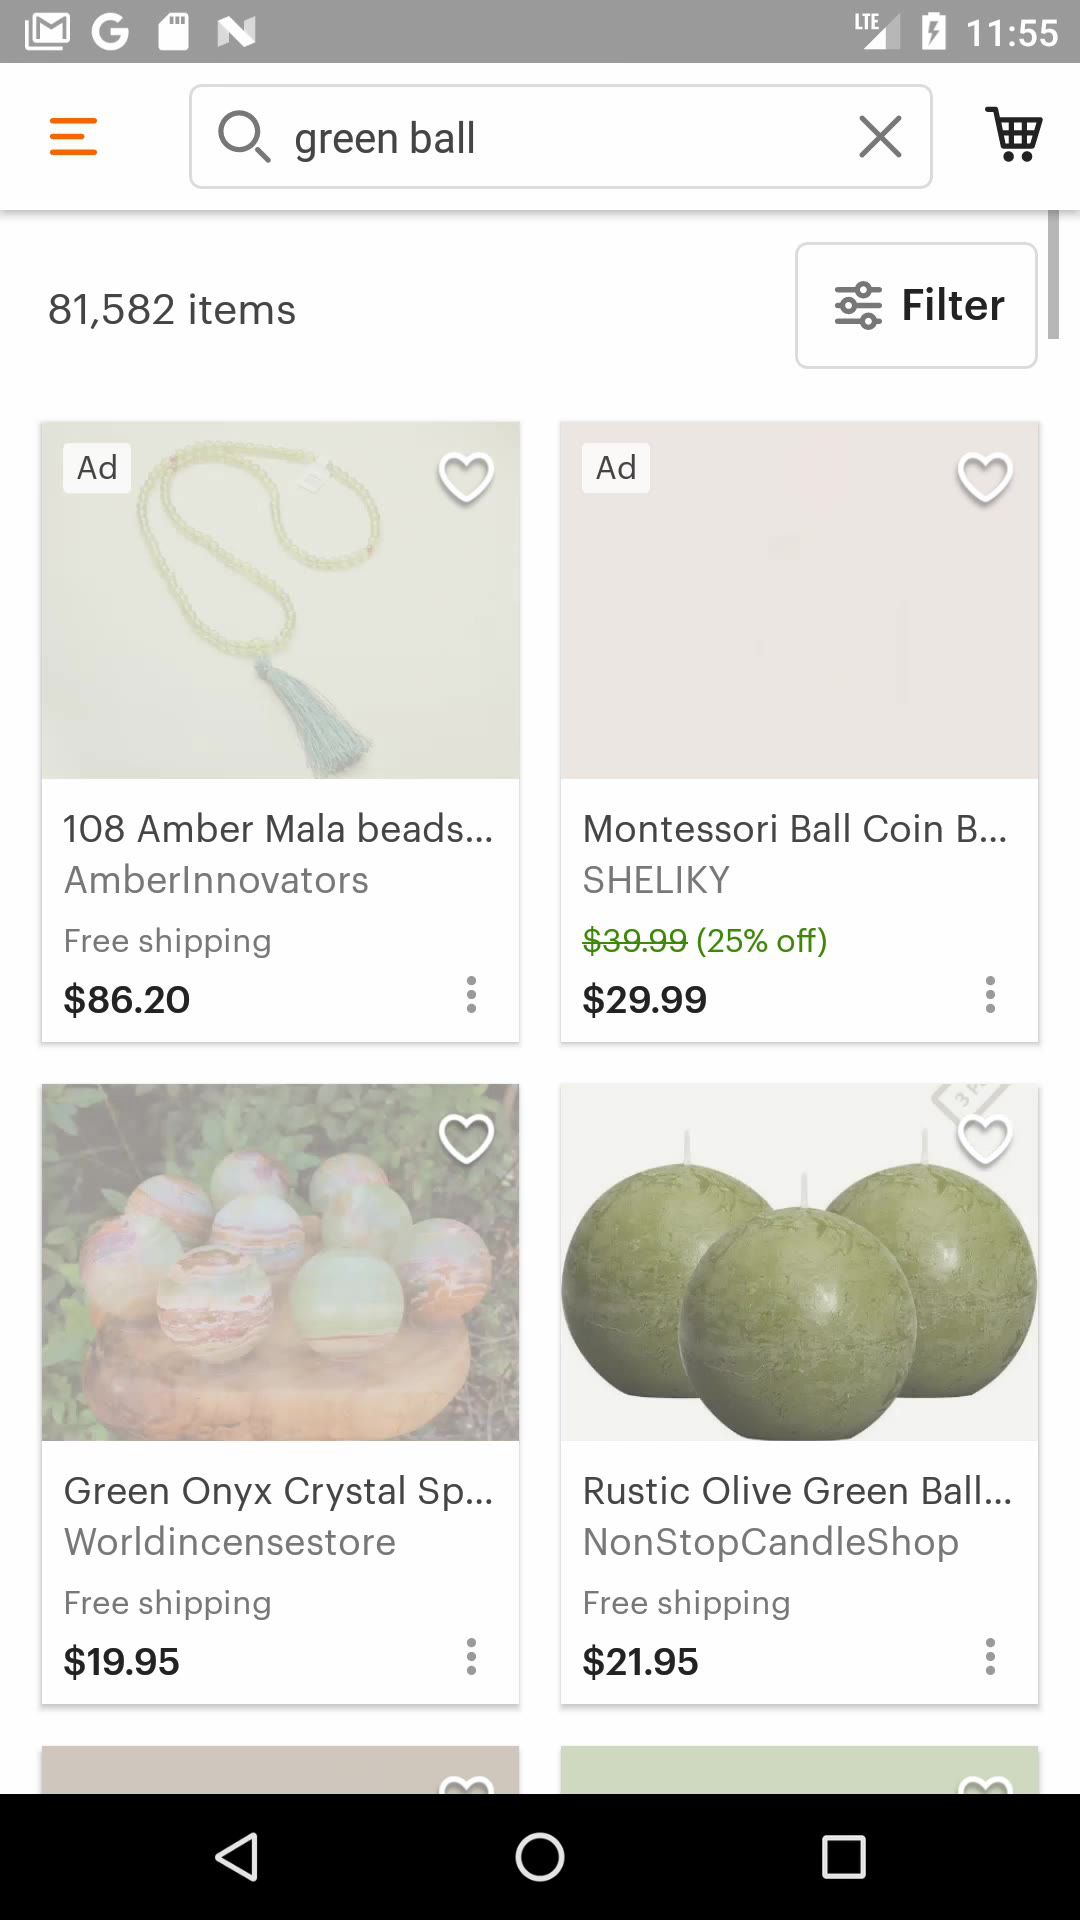 LTE 11:55
green ball
81,582 items
Filter
Ad
Ad
108 Amber Mala beads...
AmberInnovators
Free shipping
$86.20
Montessori Ball Coin B...
SHELIKY
$39.99 (25% off)
$29.99
3 P
Green Onyx Crystal Sp...
Worldincensestore
Free shipping
$19.95
Rustic Olive Green Ball...
NonStopCandleShop
Free shipping
$21.95